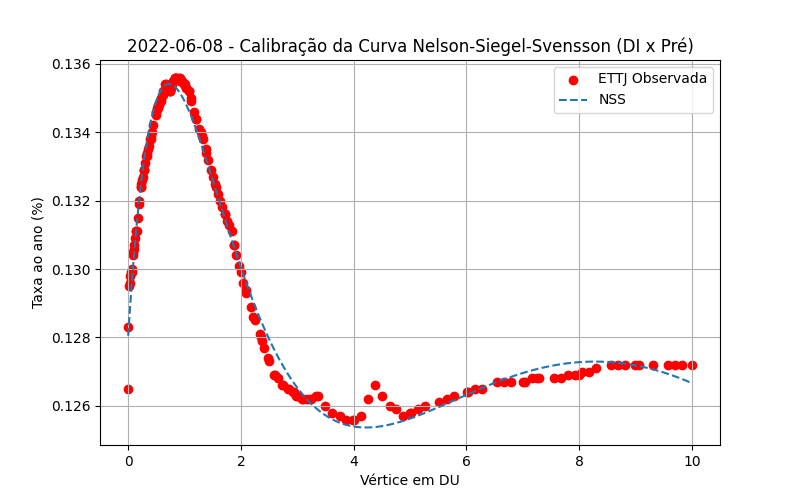 2022-06-08 - Calibração da Curva Nelson-Siegel-Svensson (DI x Pré)
ETTJ Observada
NSS
Taxa ao ano (%)
0.136
0.134
0.132
0.130
0.128
0.126
0 2 4 6 8 10
Vértice em DU